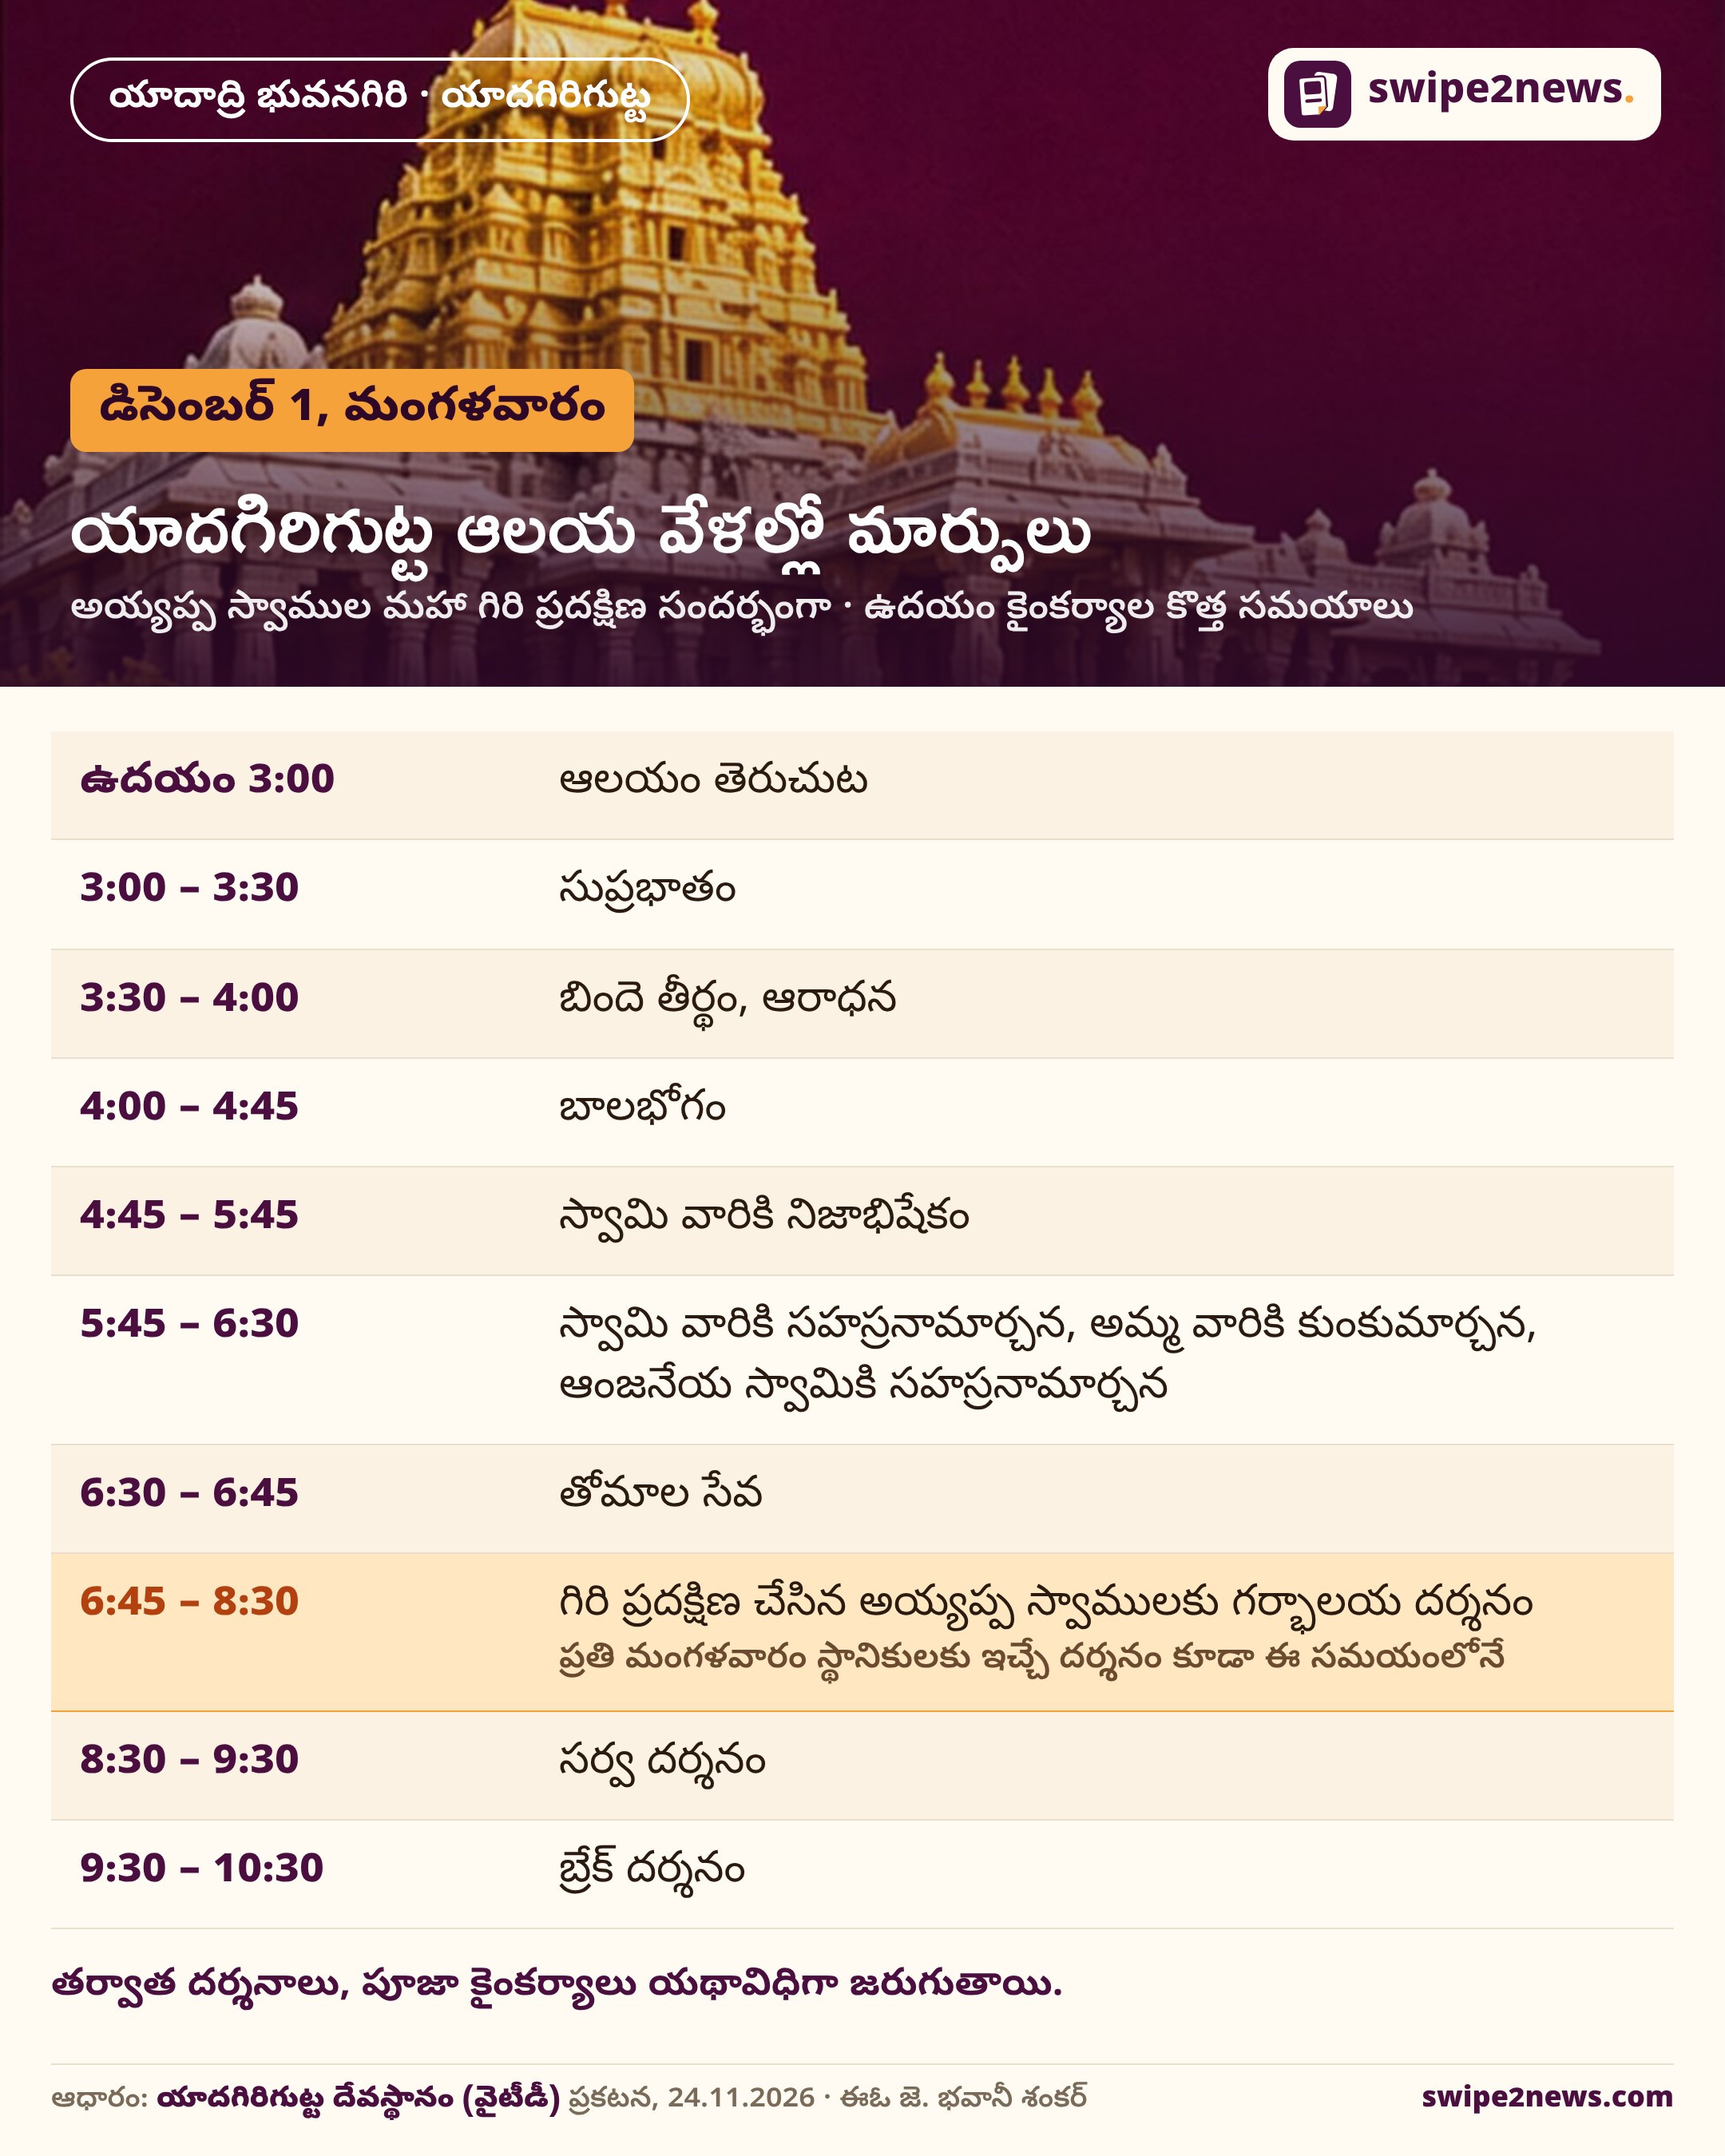 యాదాద్రి భువనగిరి · యాదగిరిగుట్ట
swipe2news.
డిసెంబర్ 1, మంగళవారం
యాదగిరిగుట్ట ఆలయ వేళల్లో మార్పులు
అయ్యప్ప స్వాముల మహా గిరి ప్రదక్షిణ సందర్భంగా · ఉదయం కైంకర్యాల కొత్త సమయాలు
ఉదయం 3:00 ఆలయం తెరుచుట
3:00 – 3:30 సుప్రభాతం
3:30 – 4:00 బిందె తీర్థం, ఆరాధన
4:00 – 4:45 బాలభోగం
4:45 – 5:45 స్వామి వారికి నిజాభిషేకం
5:45 – 6:30 స్వామి వారికి సహస్రనామార్చన, అమ్మ వారికి కుంకుమార్చన,
ఆంజనేయ స్వామికి సహస్రనామార్చన
6:30 – 6:45 తోమాల సేవ
6:45 – 8:30 గిరి ప్రదక్షిణ చేసిన అయ్యప్ప స్వాములకు గర్భాలయ దర్శనం
ప్రతి మంగళవారం స్థానికులకు ఇచ్చే దర్శనం కూడా ఈ సమయంలోనే
8:30 – 9:30 సర్వ దర్శనం
9:30 – 10:30 బ్రేక్ దర్శనం
తర్వాత దర్శనాలు, పూజా కైంకర్యాలు యథావిధిగా జరుగుతాయి.
ఆధారం: యాదగిరిగుట్ట దేవస్థానం (వైటీడీ) ప్రకటన, 24.11.2026 · ఈఓ జె. భవానీ శంకర్
swipe2news.com